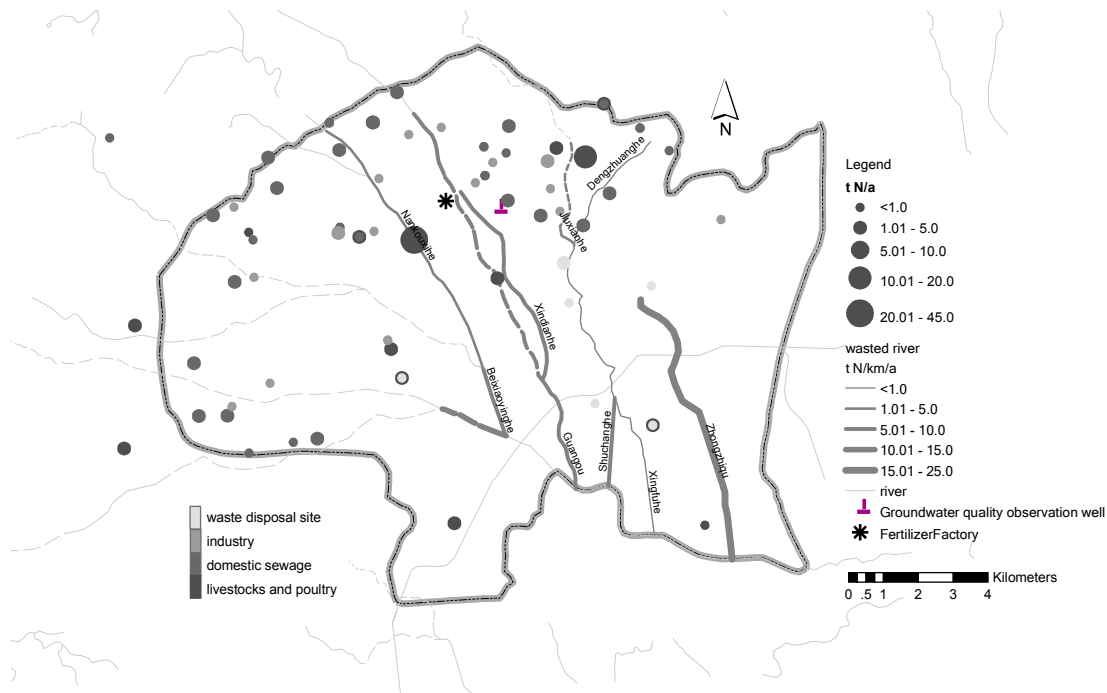 N
Dengzhuanghe
Jiuxiaohe
Nankouxihe
Xindianhe
Beixiaoyinghe
Guangou
Shuchanghe
Xingfuhe
Zhongzhiqu
Legend
t N/a
<1.0
1.01 - 5.0
5.01 - 10.0
10.01 - 20.0
20.01 - 45.0
wasted river
t N/km/a
<1.0
1.01 - 5.0
5.01 - 10.0
10.01 - 15.0
15.01 - 25.0
river
Groundwater quality observation well
FertilizerFactory
Kilometers
0 .5 1 2 3 4
waste disposal site
industry
domestic sewage
livestocks and poultry